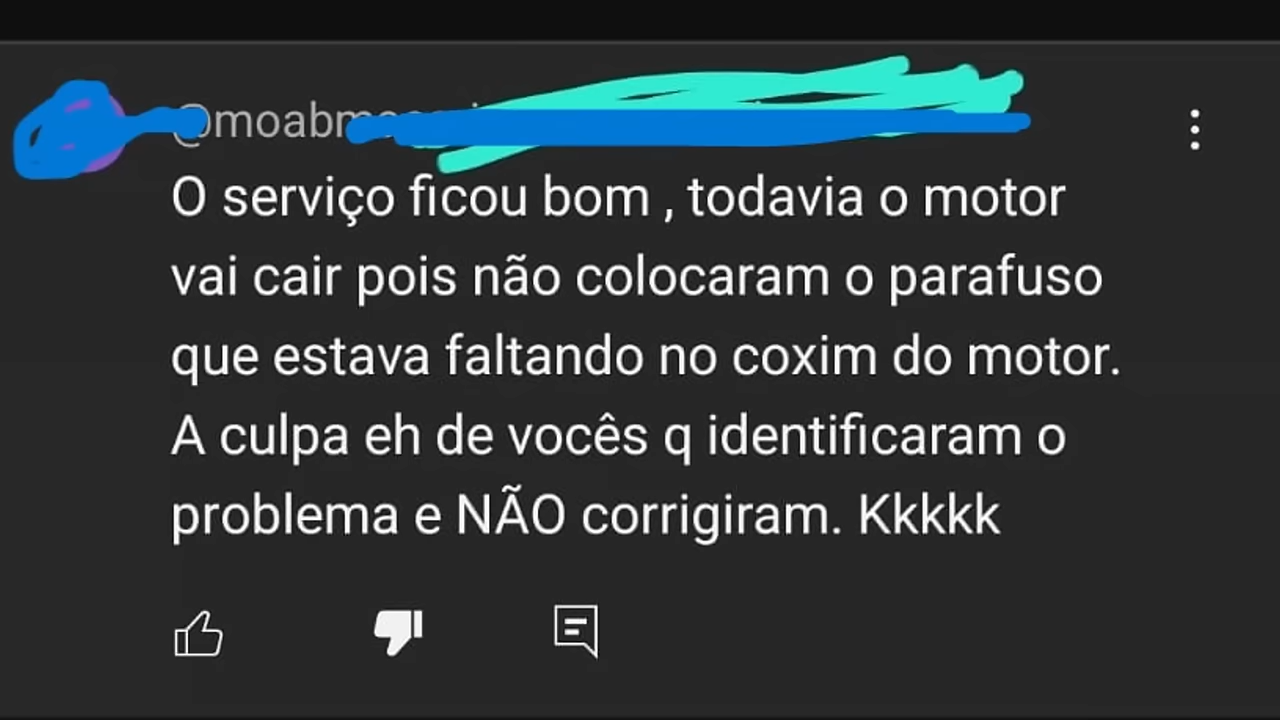 O serviço ficou bom , todavia o motor
vai cair pois não colocaram o parafuso
que estava faltando no coxim do motor.
A culpa eh de vocês q identificaram o
problema e NÃO corrigiram. Kkkkk